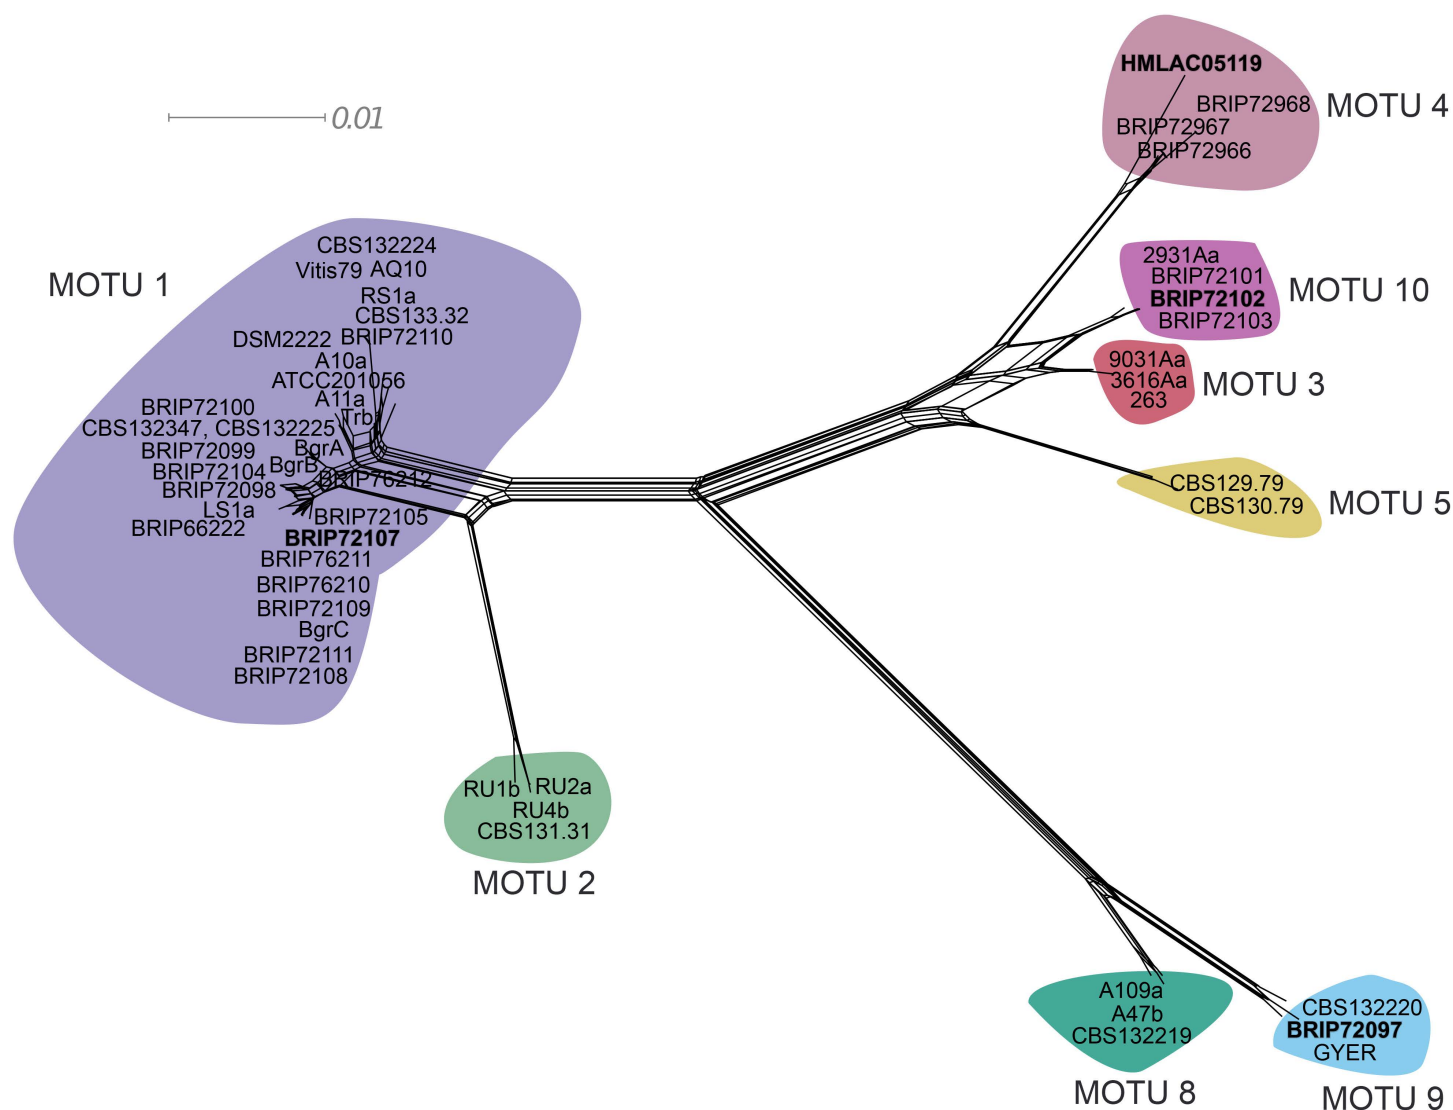 0.01
HMLAC05119
BRIP72968
BRIP72967
BRIP72966
MOTU 4
2931Aa
BRIP72101
BRIP72102
BRIP72103
MOTU 10
9031Aa
3616Aa
263
MOTU 3
CBS129.79
CBS130.79
MOTU 5
MOTU 1
CBS132224
Vitis79 AQ10
RS1a
CBS133.32
DSM2222 BRIP72110
A10a
ATCC201056
A11a
BRIP72100
CBS132347, CBS132225
BRIP72099 BgrA
BRIP72104 BgrB
BRIP72098 BRIP76212
LS1a
BRIP66222 BRIP72105
BRIP72107
BRIP76211
BRIP76210
BRIP72109
BgrC
BRIP72111
BRIP72108
RU1b RU2a
RU4b
CBS131.31
MOTU 2
A109a
A47b
CBS132219
MOTU 8
CBS132220
BRIP72097
GYER
MOTU 9